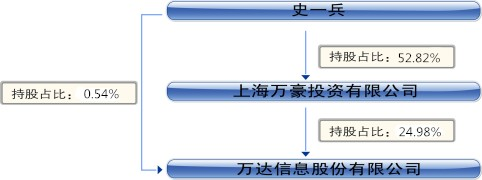 史一兵
持股占比：52.82%
持股占比：0.54%
上海万豪投资有限公司
持股占比：24.98%
万达信息股份有限公司